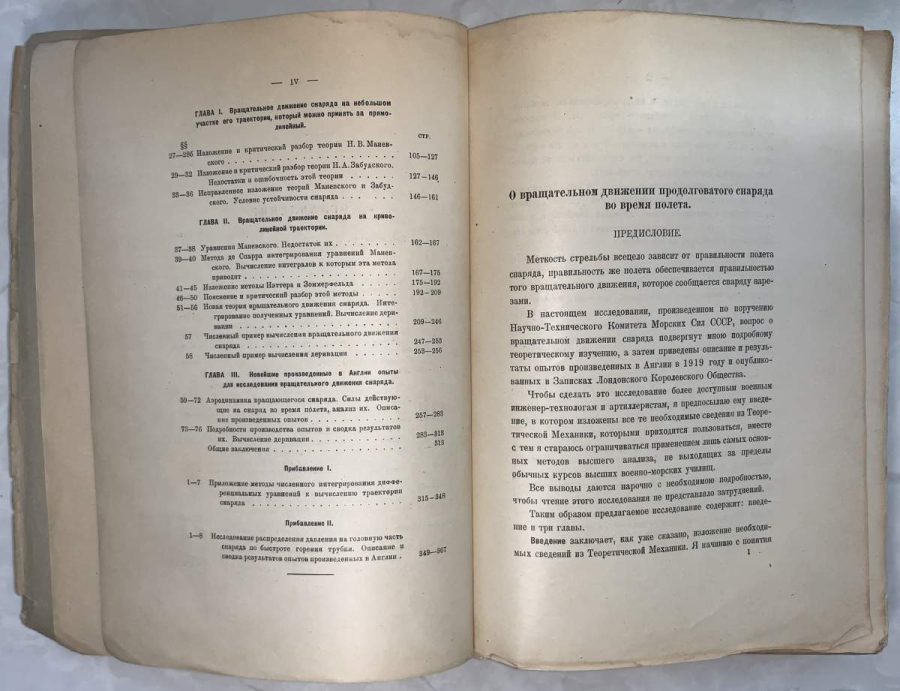 — IV —
ГЛАВА I. Вращательное движение снаряда на небольшом
участке его траектории, который можно принять за прямо-
линейный.
§§ СТР.
27—28б Изложение и критический разбор теории Н. В. Маиев-
ского . . . . . . . . . . . . . . . . . 105—127
29—32 Изложение и критический разбор теории Н. А. Забудского.
Недостатки и ошибочность этой теории . . . . . . 127—146
33—36 Исправленное изложение теорий Маиевского и Забуд-
ского. Условие устойчивости снаряда . . . . . . . 146—161
ГЛАВА II. Вращательное движение снаряда на криво-
линейной траектории.
37—38 Уравнения Маиевского. Недостаток их . . . . . . . 162—167
39—40 Метода де Спарра интегрирования уравнений Маиев-
ского. Вычисление интегралов к которым эта метода
приводит . . . . . . . . . . . . . . . . 167—175
41—45 Изложение методы Нэттера и Зоммерфельда . . . . . 175—192
46—50 Пояснение и критический разбор этой методы . . . . 192—209
51—56 Новая теория вращательного движения снаряда. Инте-
грирование полученных уравнений. Вычисление дери-
вации . . . . . . . . . . . . . . . . . 209—246
57 Численный пример вычисления вращательного движения
снаряда . . . . . . . . . . . . . . . . 247—253
58 Численный пример вычисления деривации . . . . . . 253—256
ГЛАВА III. Новейшие произведенные в Англии опыты
для исследования вращательного движения снаряда.
59—72 Аэродинамика вращающегося снаряда. Силы действую-
щие на снаряд во время полета, анализ их. Описа-
ние произведенных опытов . . . . . . . . . . 257—283
73—76 Подробности производства опытов и сводка результатов
их. Вычисление деривации . . . . . . . . . . . 283—313
Общие заключения . . . . . . . . . . . . . 313
Прибавление I.
1—7 Приложение методы численного интегрирования диффе-
ренциальных уравнений к вычислению траектории
снаряда . . . . . . . . . . . . . . . . 315—348
Прибавление II.
1—8 Исследование распределения давления на головную часть
снаряда по быстроте горения трубки. Описание и
сводка результатов опытов произведенных в Англии . 349—367
О вращательном движении продолговатого снаряда
во время полета.
ПРЕДИСЛОВИЕ.
Меткость стрельбы всецело зависит от правильности полета
снаряда, правильность же полета обеспечивается правильностью
того вращательного движения, которое сообщается снаряду наре-
зами.
В настоящем исследовании, произведенном по поручению
Научно-Технического Комитета Морских Сил СССР, вопрос о
вращательном движении снаряда подвергнут мною подробному
теоретическому изучению, а затем приведены описание и резуль-
таты опытов произведенных в Англии в 1919 году и опублико-
ванных в Записках Лондонского Королевского Общества.
Чтобы сделать это исследование более доступным военным
инженер-технологам и артиллеристам, я предпосылаю ему введе-
ние, в котором изложены все те необходимые сведения из Теоре-
тической Механики, которыми приходится пользоваться, вместе
с тем я стараюсь ограничиваться применением лишь самых основ-
ных методов высшего анализа, не выходящих за пределы
обычных курсов высших военно-морских училищ.
Все выводы даются нарочно с необходимою подробностью,
чтобы чтение этого исследования не представляло затруднений.
Таким образом предлагаемое исследование содержит: введе-
ние и три главы.
Введение заключает, как уже сказано, изложение необходи-
мых сведений из Теоретической Механики. Я начинаю с понятия
1